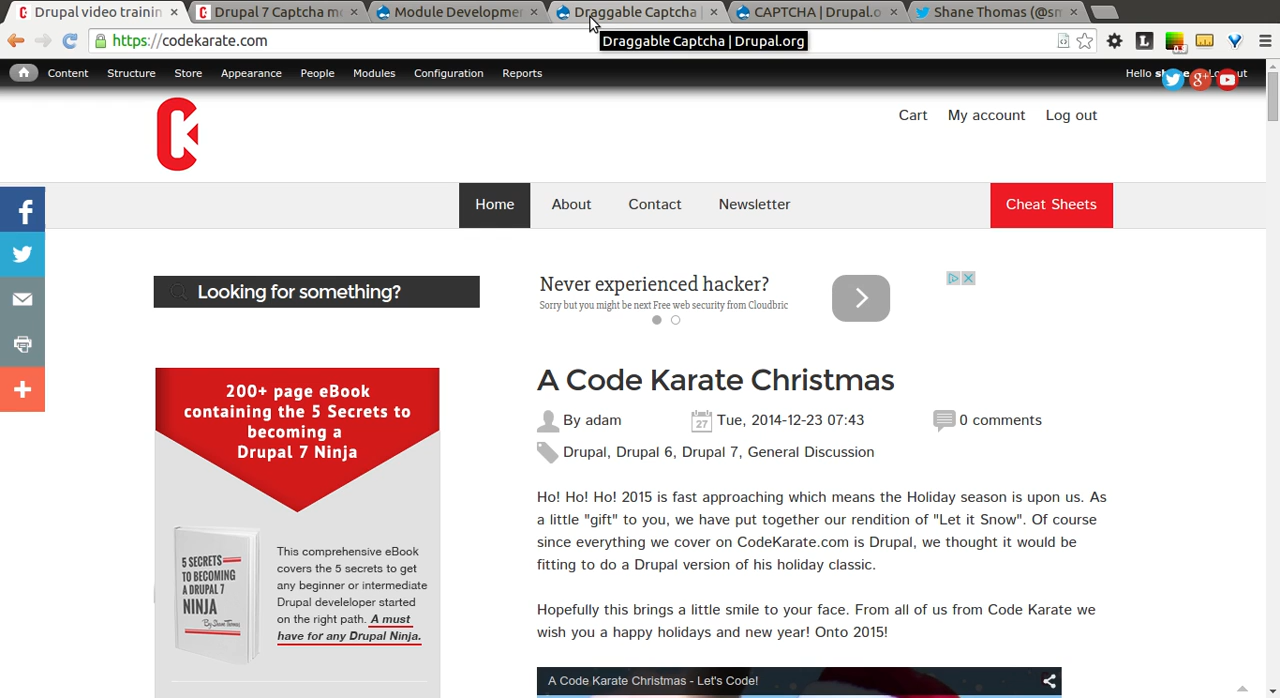 Drupal video trainin
Drupal 7 Captcha mo
Module Developmen
Draggable Captcha |
CAPTCHA | Drupal.o
Shane Thomas (@sm
https://codekarate.com
Draggable Captcha | Drupal.org
Content Structure Store Appearance People Modules Configuration Reports
Hello
Cart My account Log out
Home About Contact Newsletter Cheat Sheets
Looking for something?
Never experienced hacker?
Sorry but you might be next Free web security from Cloudbric
200+ page eBook
containing the 5 Secrets to
becoming a
Drupal 7 Ninja
5 SECRETS
TO BECOMING
A DRUPAL 7
NINJA
By Shane Thomas
This comprehensive eBook
covers the 5 secrets to get
any beginner or intermediate
Drupal develeloper started
on the right path. A must
have for any Drupal Ninja.
A Code Karate Christmas
By adam
27
Tue, 2014-12-23 07:43
0 comments
Drupal, Drupal 6, Drupal 7, General Discussion
Ho! Ho! Ho! 2015 is fast approaching which means the Holiday season is upon us. As
a little "gift" to you, we have put together our rendition of "Let it Snow". Of course
since everything we cover on CodeKarate.com is Drupal, we thought it would be
fitting to do a Drupal version of his holiday classic.
Hopefully this brings a little smile to your face. From all of us from Code Karate we
wish you a happy holidays and new year! Onto 2015!
A Code Karate Christmas - Let's Code!